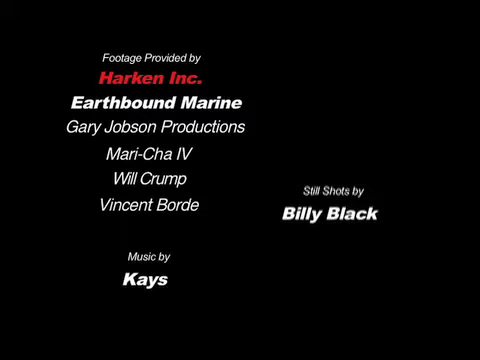 Footage Provided by
Harken Inc.
Earthbound Marine
Gary Jobson Productions
Mari-Cha IV
Will Crump
Vincent Borde
Still Shots by
Billy Black
Music by
Kays